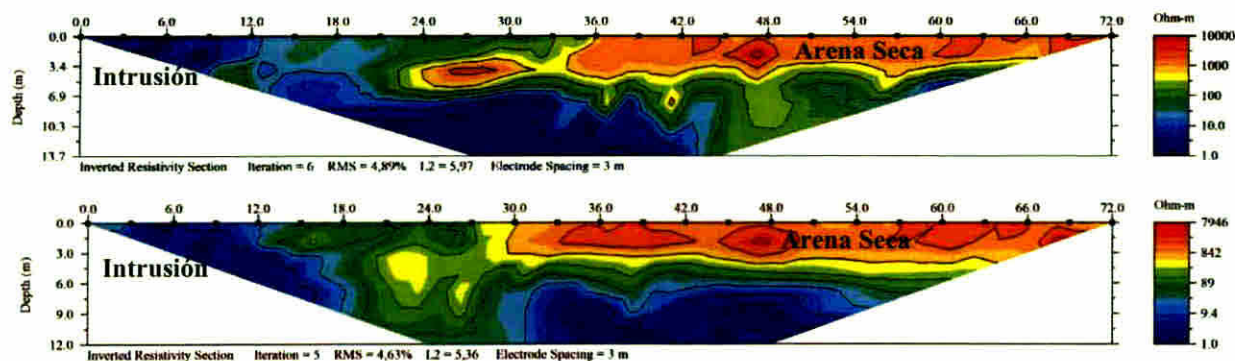 0.0 6.0 12.0 18.0 24.0 30.0 36.0 42.0 48.0 54.0 60.0 66.0 72.0 Ohm-m
0.0 Arena Seca 10000
Intrusión 3.4 1000
Depth (m) 6.9 100
10.3 10.0
13.7 1.0
Inverted Resistivity Section Iteration = 6 RMS = 4,89% L2 = 5,97 Electrode Spacing = 3 m
0.0 6.0 12.0 18.0 24.0 30.0 36.0 42.0 48.0 54.0 60.0 66.0 72.0 Ohm-m
0.0 Arena Seca 7946
Intrusión 3.0 842
Depth (m) 6.0 89
9.0 9.4
12.0 1.0
Inverted Resistivity Section Iteration = 5 RMS = 4,63% L2 = 5,36 Electrode Spacing = 3 m